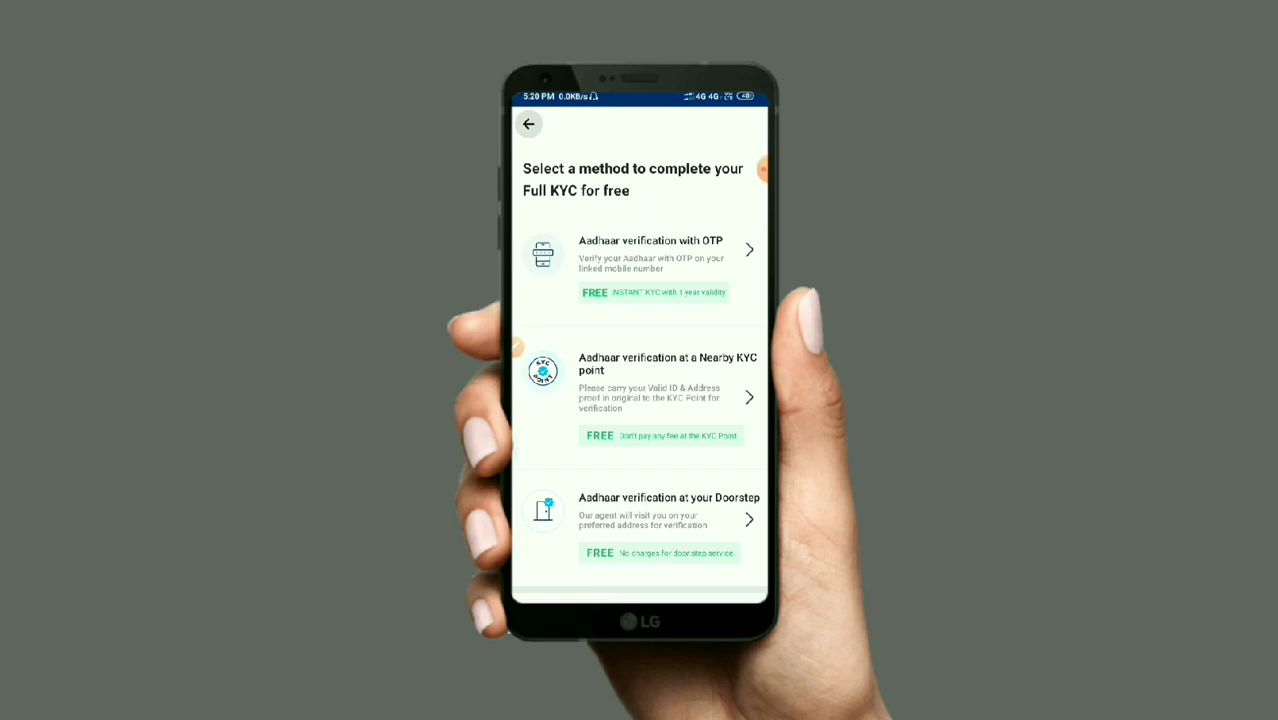 5:20 PM 0.0KB/s
4G 4G
Select a method to complete your
Full KYC for free
Aadhaar verification with OTP
Verify your Aadhaar with OTP on your
linked mobile number
FREE INSTANT KYC with 1 year validity
Aadhaar verification at a Nearby KYC
point
KYC
POINT
Please carry your Valid ID & Address
proof in original to the KYC Point for
verification
FREE Don't pay any fee at the KYC Point
Aadhaar verification at your Doorstep
Our agent will visit you on your
preferred address for verification
FREE No charges for door step service.
LG